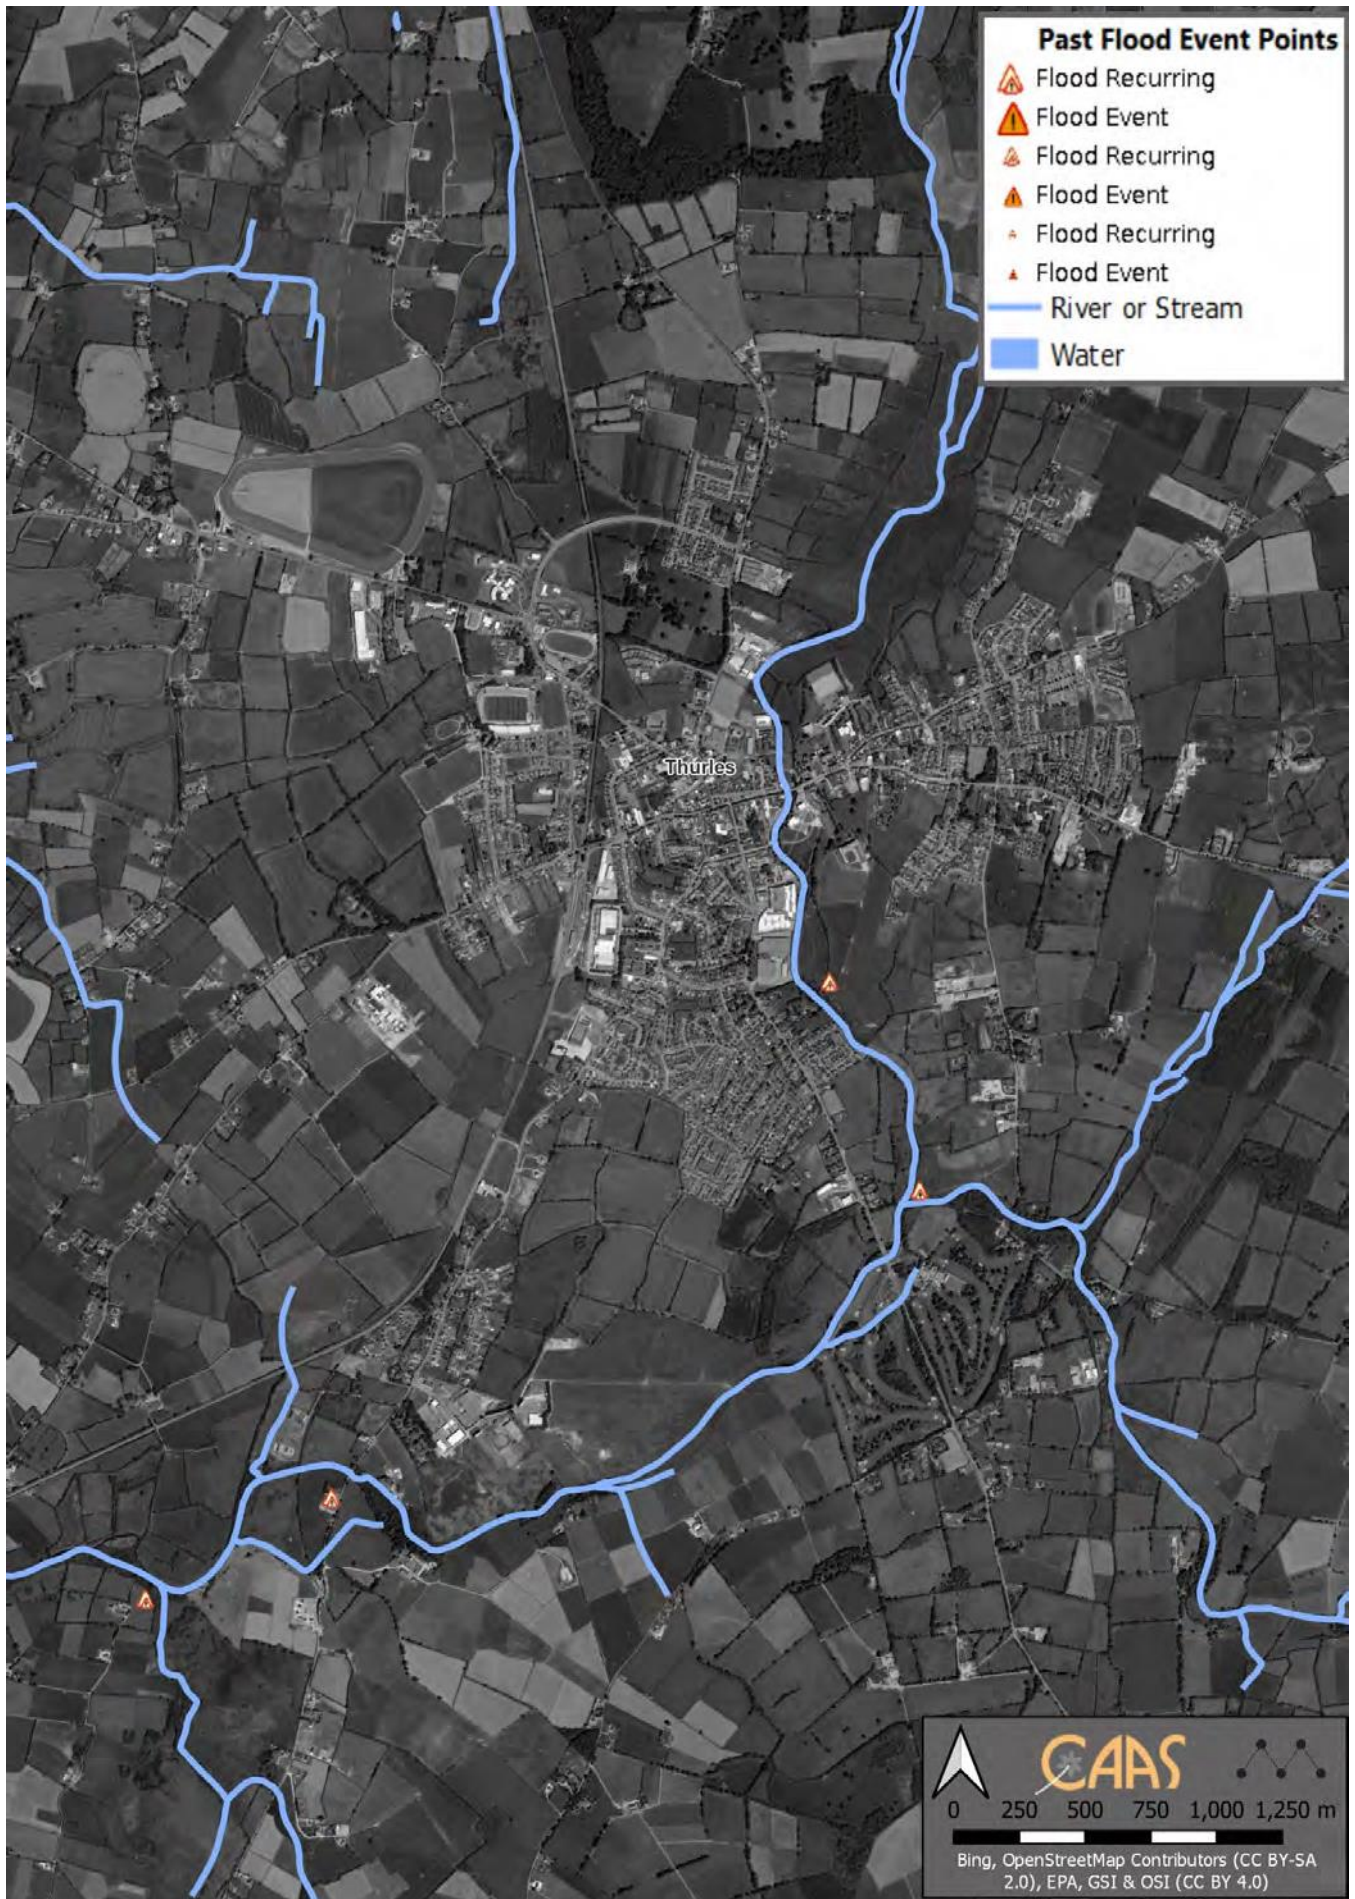 Past Flood Event Points
Flood Recurring
Flood Event
Flood Recurring
Flood Event
Flood Recurring
Flood Event
River or Stream
Water
Thurles
CAAS
0 250 500 750 1,000 1,250 m
Bing, OpenStreetMap Contributors (CC BY-SA
2.0), EPA, GSI & OSI (CC BY 4.0)